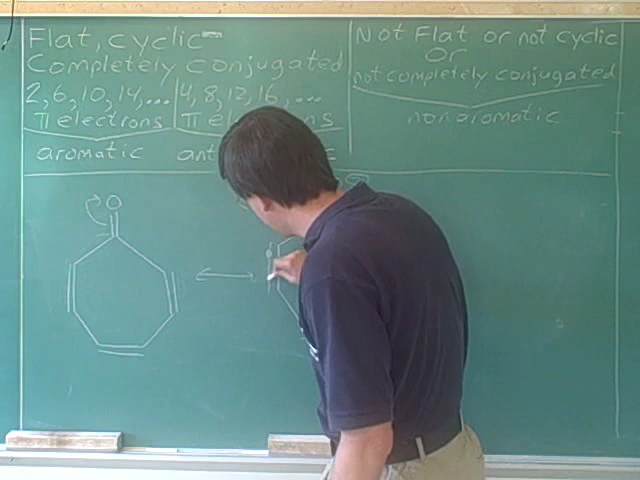 Flat, cyclic
Completely conjugated
2, 6, 10, 14,... 4, 8, 12, 16, ...
π electrons π
aromatic
Not Flat or not cyclic
or
not completely conjugated
nonaromatic
O